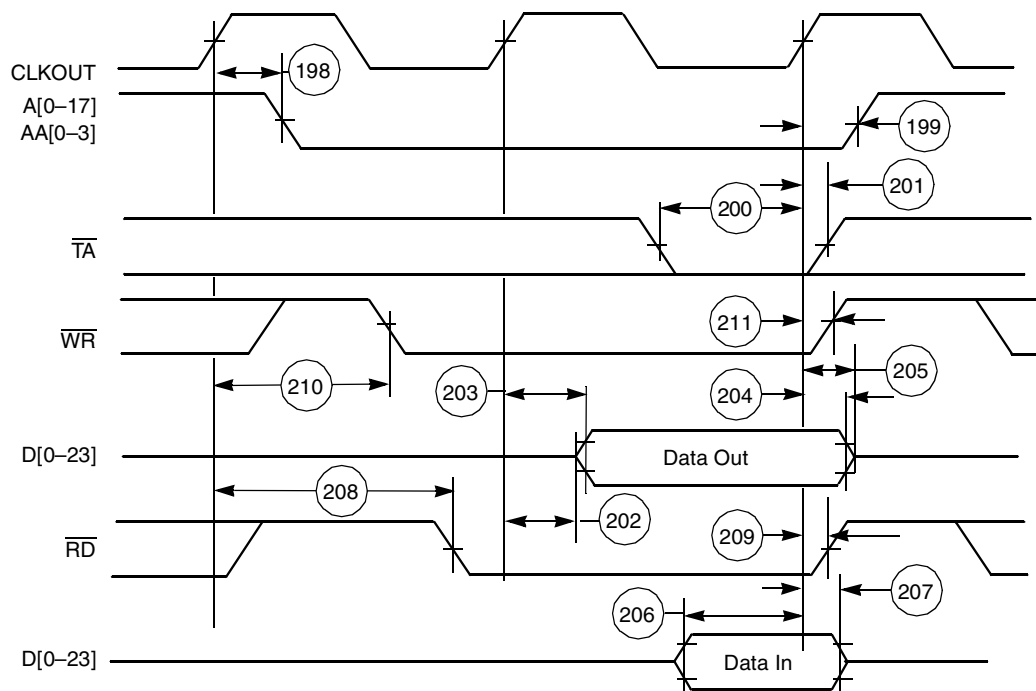 198
CLKOUT
A[0–17]
AA[0–3]
199
201
200
TA
211
WR
210
203
204
205
D[0–23]
Data Out
208
202
209
RD
207
206
D[0–23]
Data In